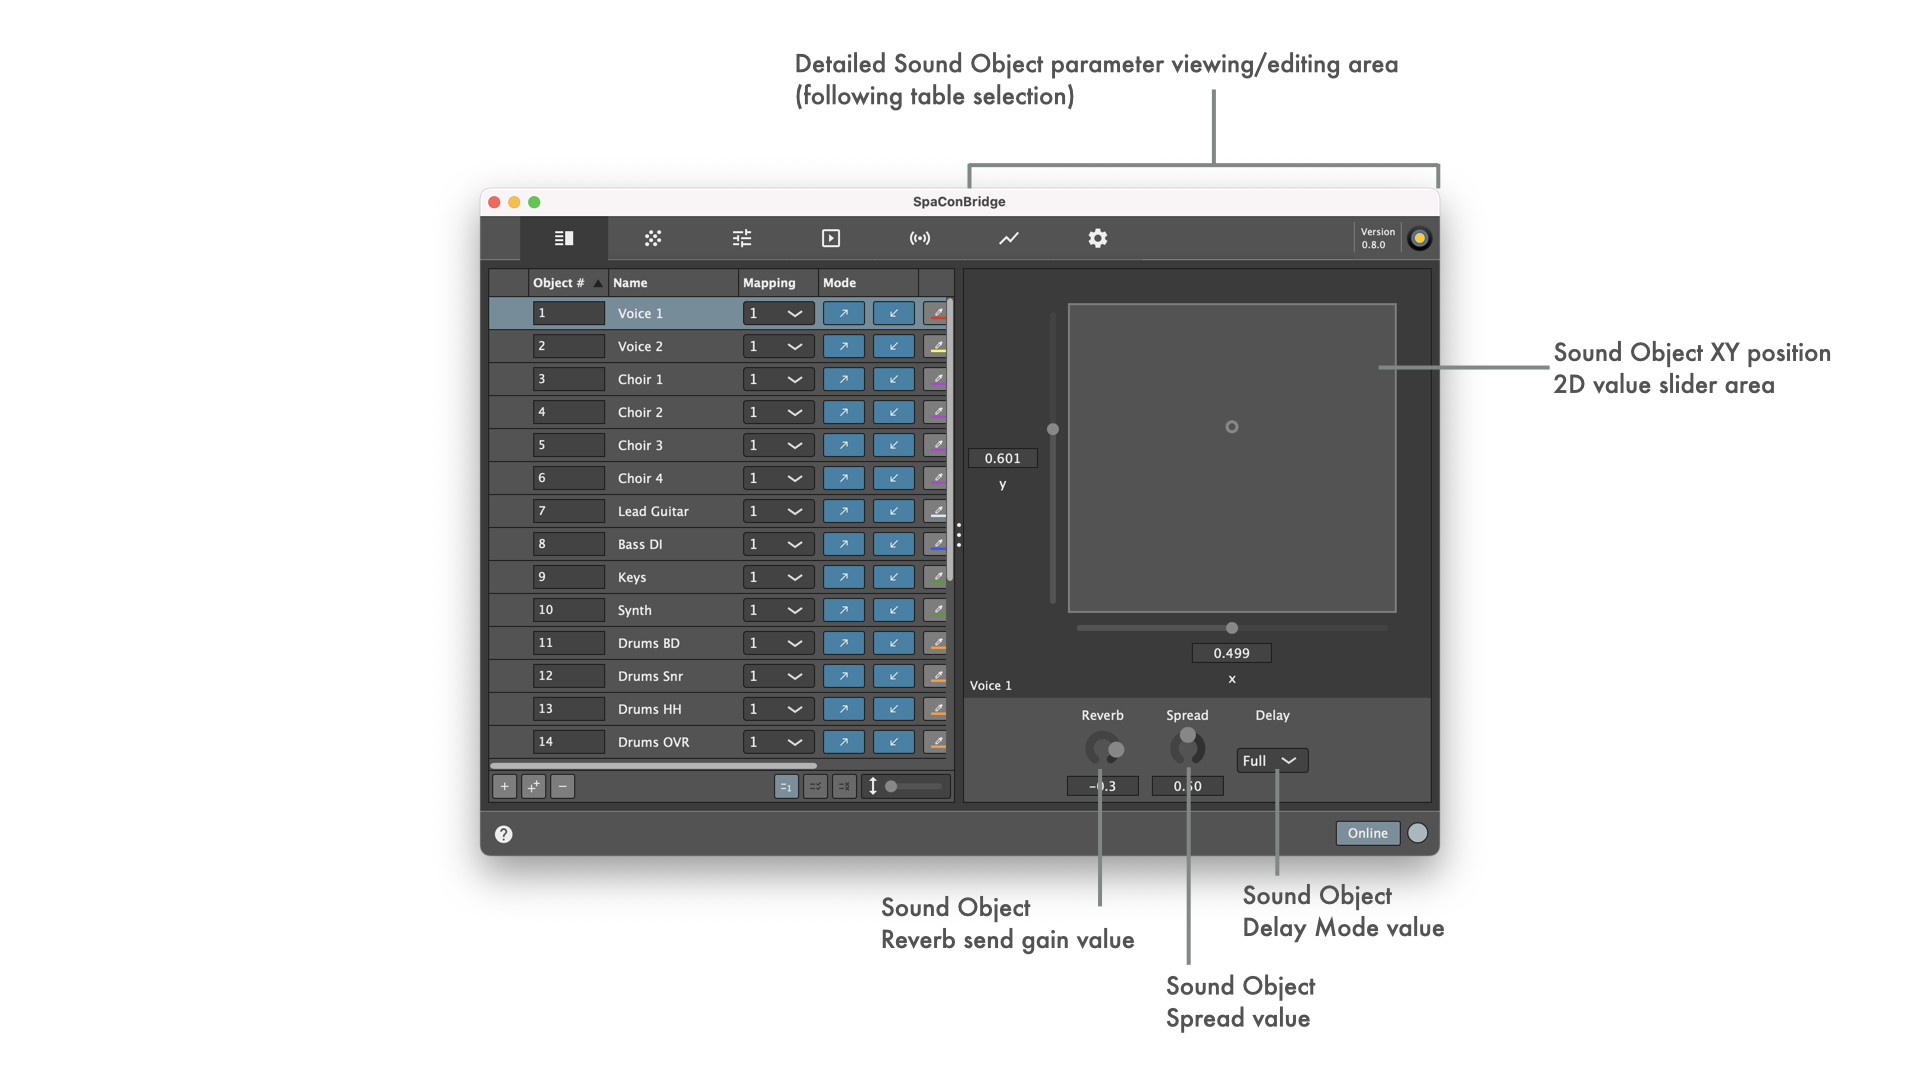 Detailed Sound Object parameter viewing/editing area
(following table selection)
SpaConBridge
Version
0.8.0
Object # Name Mapping Mode
1 Voice 1 1
2 Voice 2 1
3 Choir 1 1
4 Choir 2 1
5 Choir 3 1
6 Choir 4 1
7 Lead Guitar 1
8 Bass DI 1
9 Keys 1
10 Synth 1
11 Drums BD 1
12 Drums Snr 1
13 Drums HH 1
14 Drums OVR 1
0.601
y
0.499
x
Voice 1
Reverb Spread Delay
Full
-0.3 0.50
Online
Sound Object XY position
2D value slider area
Sound Object
Reverb send gain value
Sound Object
Delay Mode value
Sound Object
Spread value